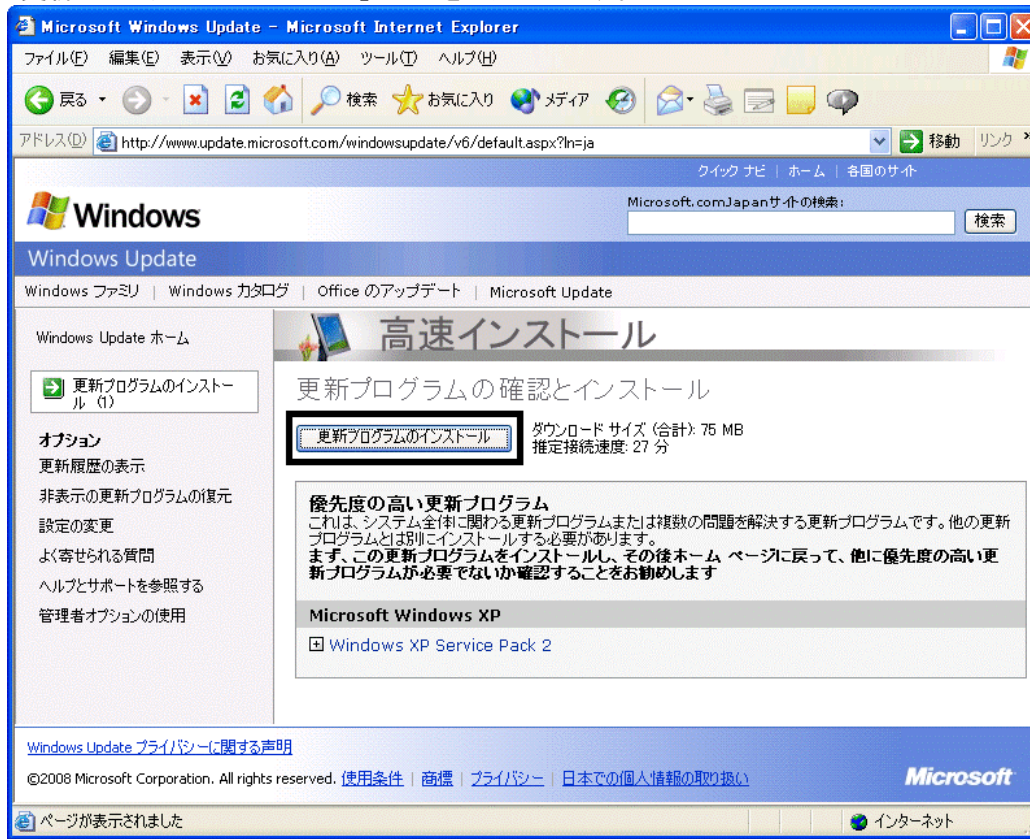 Microsoft Windows Update - Microsoft Internet Explorer
ファイル(F) 編集(E) 表示(V) お気に入り(A) ツール(T) ヘルプ(H)
戻る 検索 お気に入り メディア
アドレス(D) http://www.update.microsoft.com/windowsupdate/v6/default.aspx?ln=ja 移動 リンク »
クイック ナビ | ホーム | 各国のサイト
Windows
Microsoft.comJapanサイトの検索:
検索
Windows Update
Windows ファミリ | Windows カタログ | Office のアップデート | Microsoft Update
Windows Update ホーム
更新プログラムのインストー
ル (1)
オプション
更新履歴の表示
非表示の更新プログラムの復元
設定の変更
よく寄せられる質問
ヘルプとサポートを参照する
管理者オプションの使用
高速インストール
更新プログラムの確認とインストール
更新プログラムのインストール
ダウンロード サイズ (合計): 75 MB
推定接続速度: 27 分
優先度の高い更新プログラム
これは、システム全体に関わる更新プログラムまたは複数の問題を解決する更新プログラムです。他の更新
プログラムとは別にインストールする必要があります。
まず、この更新プログラムをインストールし、その後ホーム ページに戻って、他に優先度の高い更
新プログラムが必要でないか確認することをお勧めします
Microsoft Windows XP
Windows XP Service Pack 2
Windows Update プライバシーに関する声明
©2008 Microsoft Corporation. All rights reserved. 使用条件 | 商標 | プライバシー | 日本での個人情報の取り扱い
Microsoft
ページが表示されました
インターネット